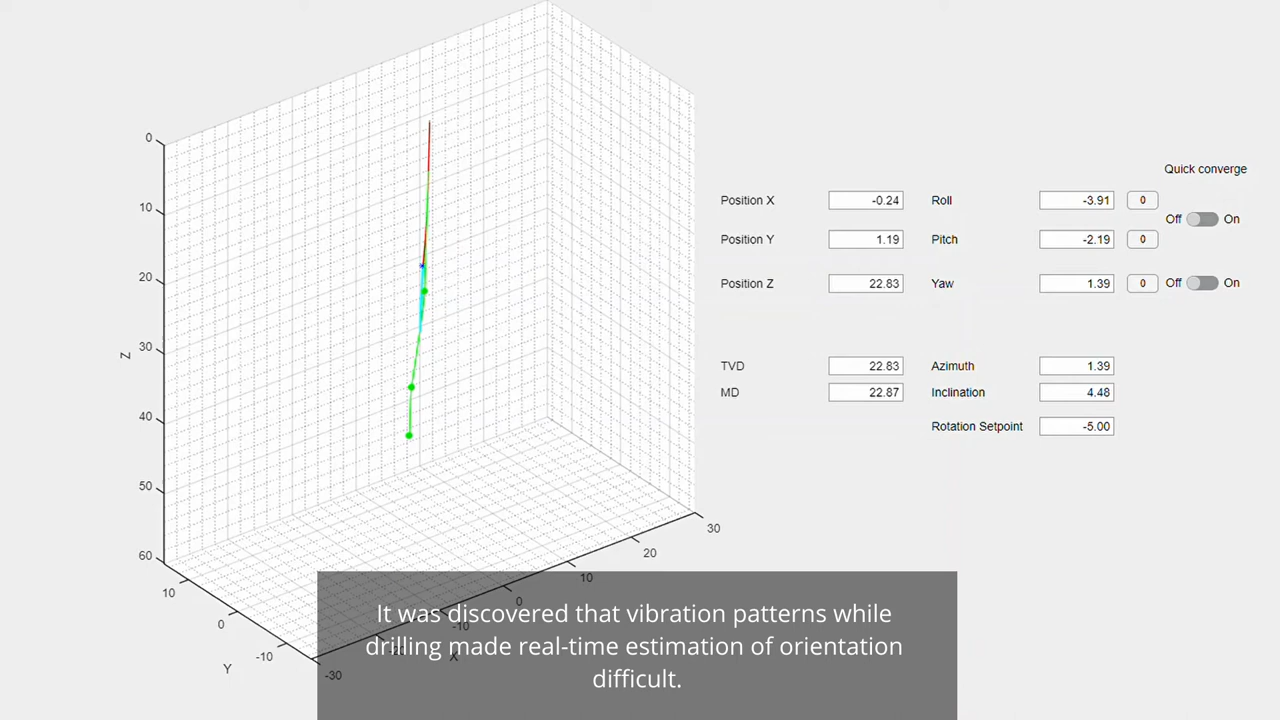 Quick converge
Position X -0.24 Roll -3.91 0
Off On
Position Y 1.19 Pitch -2.19 0
Position Z 22.83 Yaw 1.39 0 Off On
TVD 22.83 Azimuth 1.39
MD 22.87 Inclination 4.48
Rotation Setpoint -5.00
0
10
20
30
40
50
60
Z
10
0
-10
Y
-30
-10
0
10
20
30
X
It was discovered that vibration patterns while
drilling made real-time estimation of orientation
difficult.